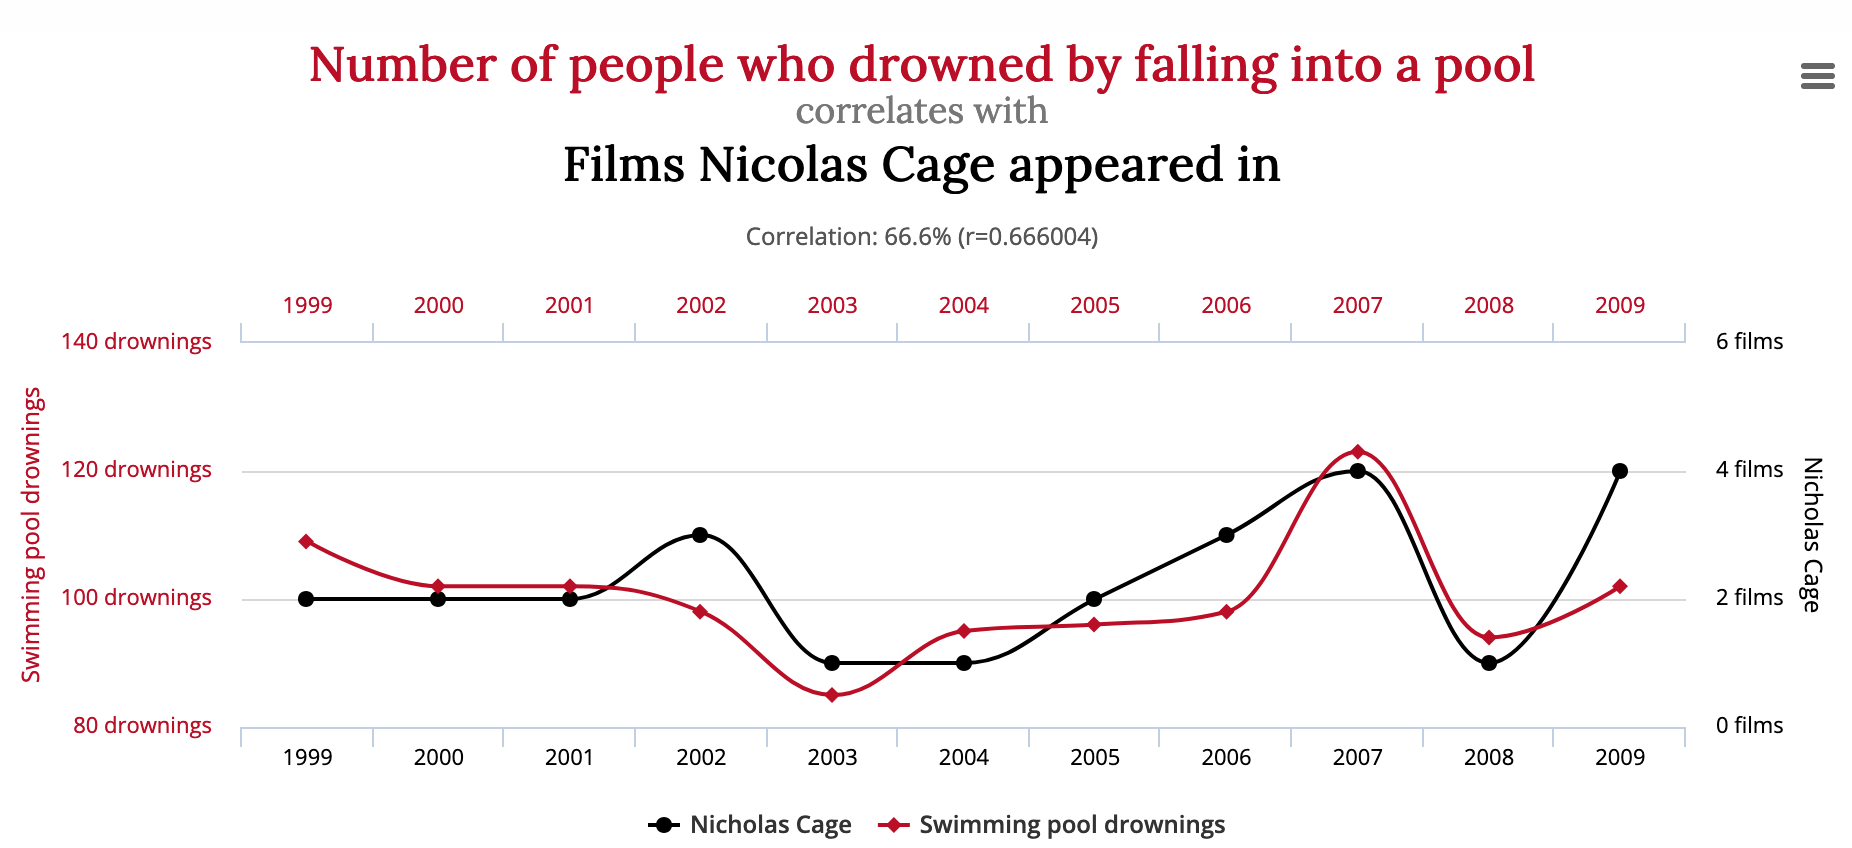 Number of people who drowned by falling into a pool
correlates with
Films Nicolas Cage appeared in
Correlation: 66.6% (r=0.666004)
1999 2000 2001 2002 2003 2004 2005 2006 2007 2008 2009
140 drownings 6 films
120 drownings 4 films
100 drownings 2 films
80 drownings 0 films
Swimming pool drownings
Nicholas Cage
1999 2000 2001 2002 2003 2004 2005 2006 2007 2008 2009
Nicholas Cage Swimming pool drownings